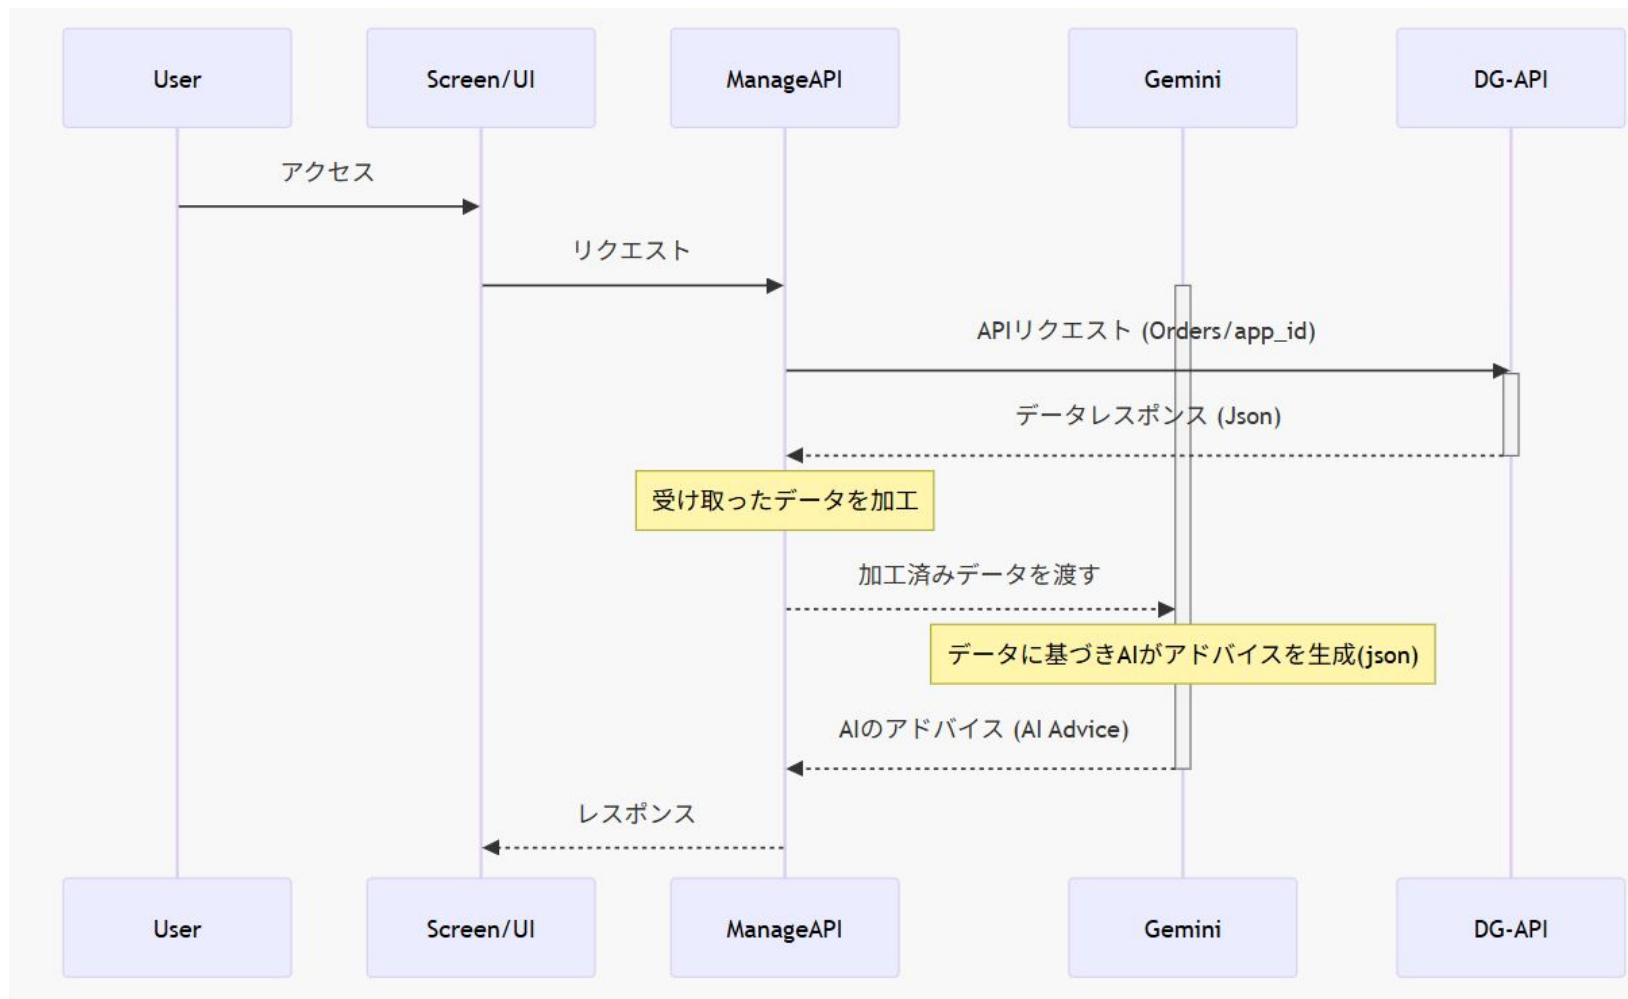 User
Screen/UI
ManageAPI
Gemini
DG-API
アクセス
リクエスト
APIリクエスト (Orders/app_id)
データレスポンス (Json)
受け取ったデータを加工
加工済みデータを渡す
データに基づきAIがアドバイスを生成(json)
AIのアドバイス (AI Advice)
レスポンス
User
Screen/UI
ManageAPI
Gemini
DG-API